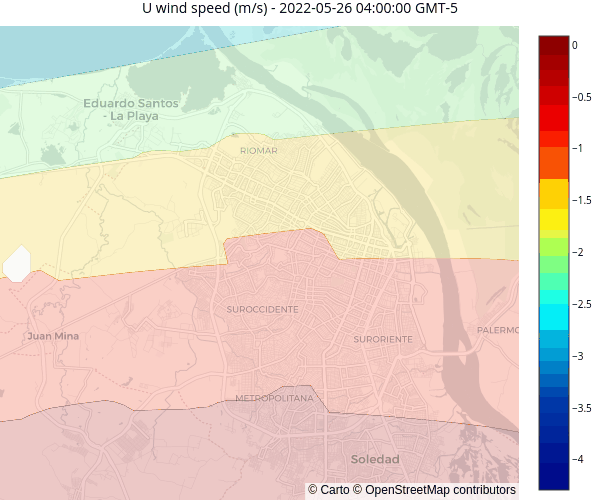 U wind speed (m/s) - 2022-05-26 04:00:00 GMT-5
0
−0.5
−1
−1.5
−2
−2.5
−3
−3.5
−4
Eduardo Santos
- La Playa
RIOMAR
SUROCCIDENTE
Juan Mina
SURORIENTE
PALERMO
METROPOLITANA
Soledad
© Carto © OpenStreetMap contributors